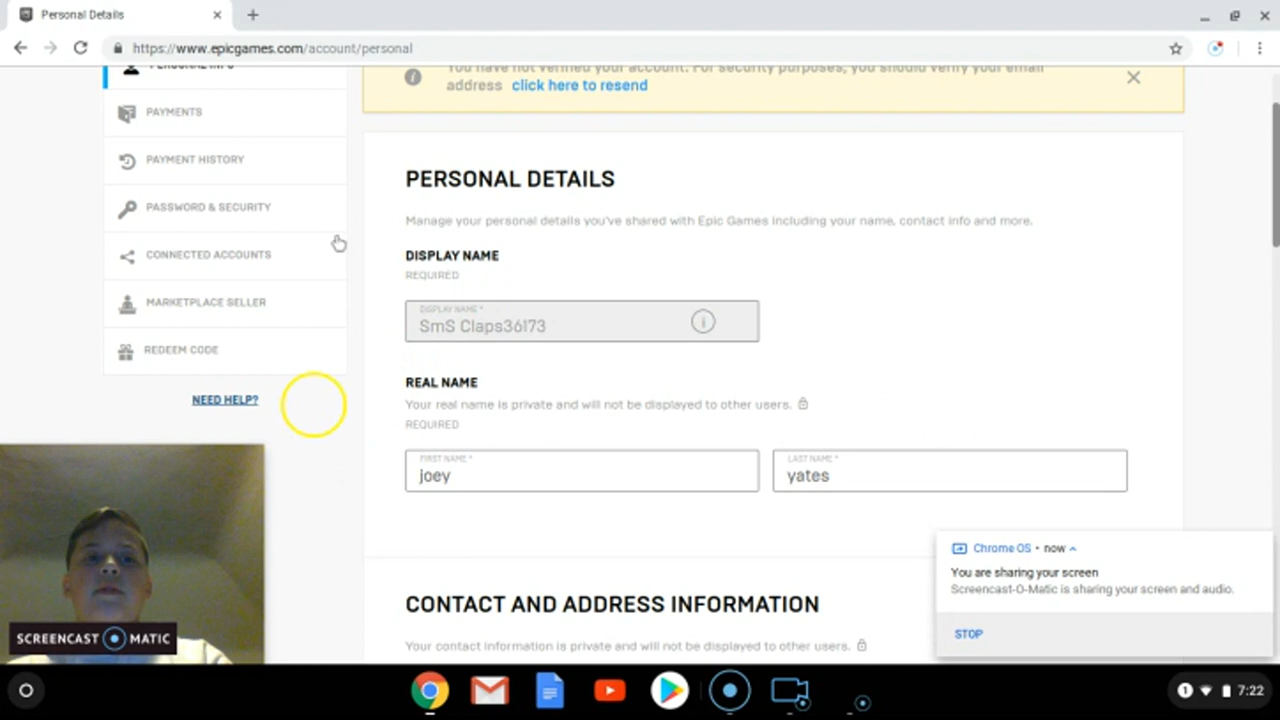 Personal Details
https://www.epicgames.com/account/personal
PERSONAL INFO
You have not verified your account. For security purposes, you should verify your email
address click here to resend
PAYMENTS
PAYMENT HISTORY
PASSWORD & SECURITY
CONNECTED ACCOUNTS
MARKETPLACE SELLER
REDEEM CODE
NEED HELP?
PERSONAL DETAILS
Manage your personal details you've shared with Epic Games including your name, contact info and more.
DISPLAY NAME
REQUIRED
DISPLAY NAME *
SmS Claps36173
REAL NAME
Your real name is private and will not be displayed to other users.
REQUIRED
FIRST NAME *
joey
LAST NAME *
yates
CONTACT AND ADDRESS INFORMATION
Your contact information is private and will not be displayed to other users.
Chrome OS • now
You are sharing your screen
Screencast-O-Matic is sharing your screen and audio.
STOP
SCREENCAST MATIC
1 7:22